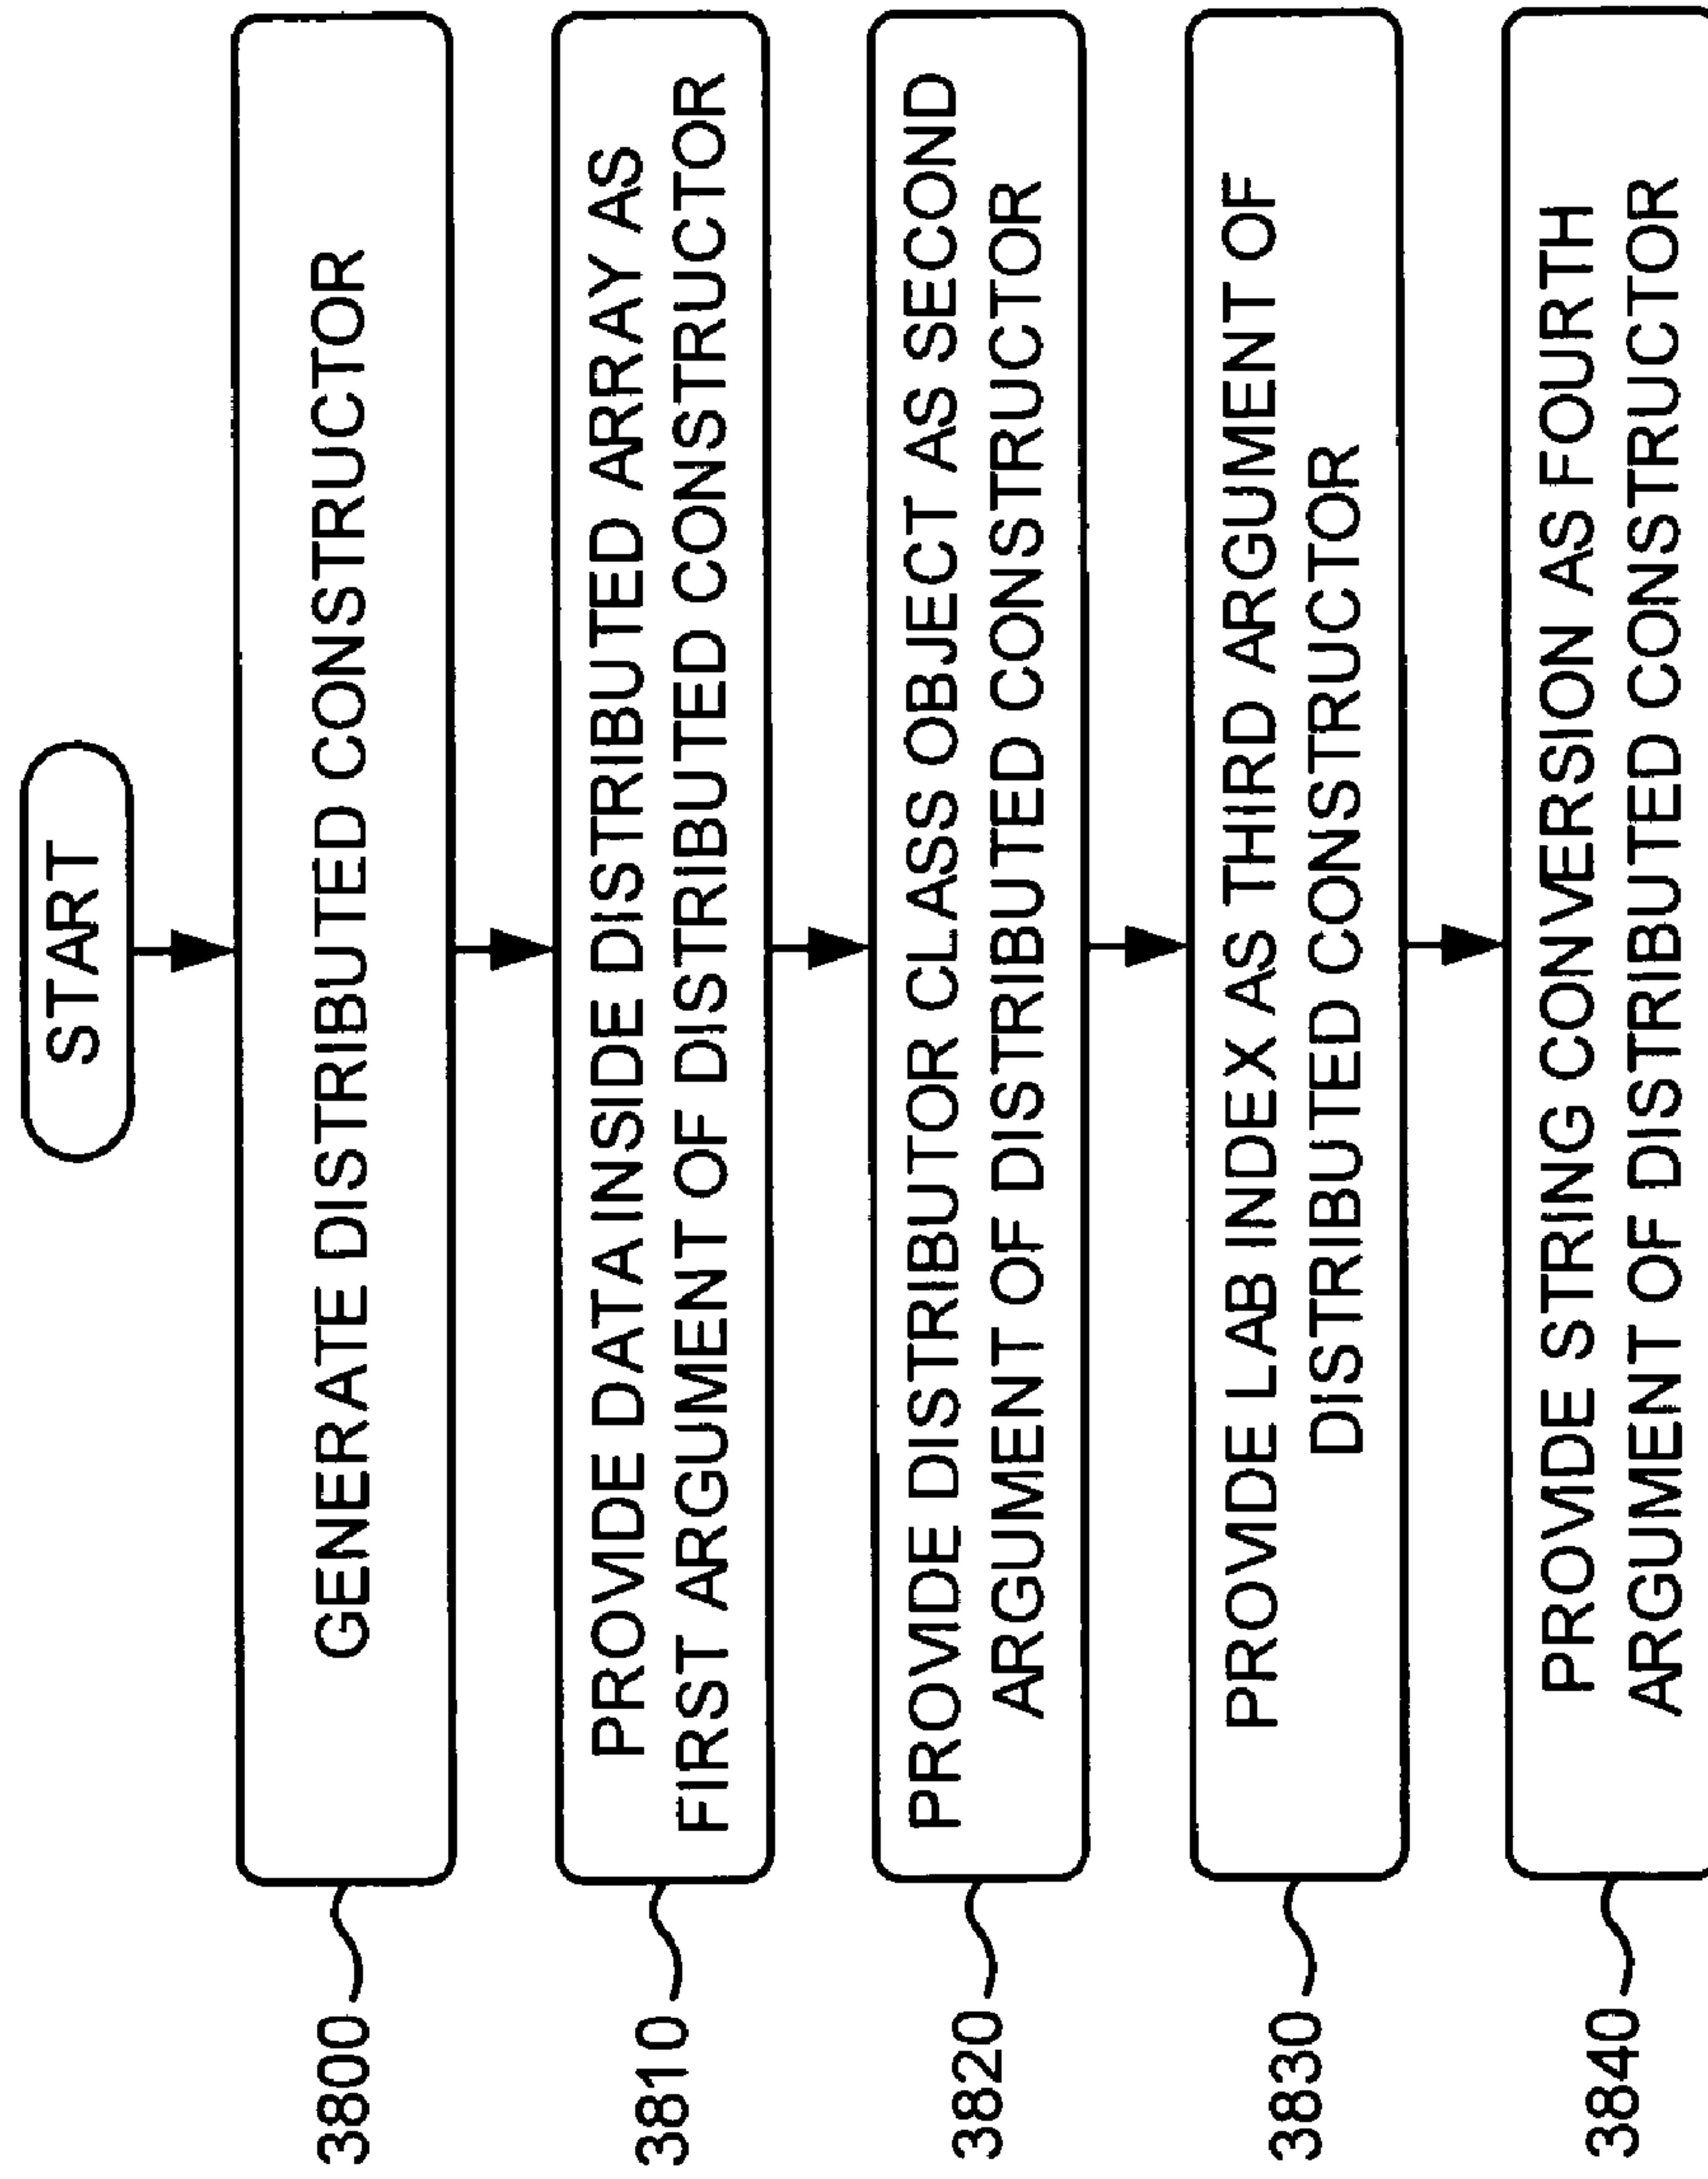 START
3800
GENERATE DISTRIBUTED CONSTRUCTOR
3810
PROVIDE DATA INSIDE DISTRIBUTED ARRAY AS
FIRST ARGUMENT OF DISTRIBUTED CONSTRUCTOR
3820
PROVIDE DISTRIBUTOR CLASS OBJECT AS SECOND
ARGUMENT OF DISTRIBUTED CONSTRUCTOR
3830
PROVIDE LAB INDEX AS THIRD ARGUMENT OF
DISTRIBUTED CONSTRUCTOR
3840
PROVIDE STRING CONVERSION AS FOURTH
ARGUMENT OF DISTRIBUTED CONSTRUCTOR